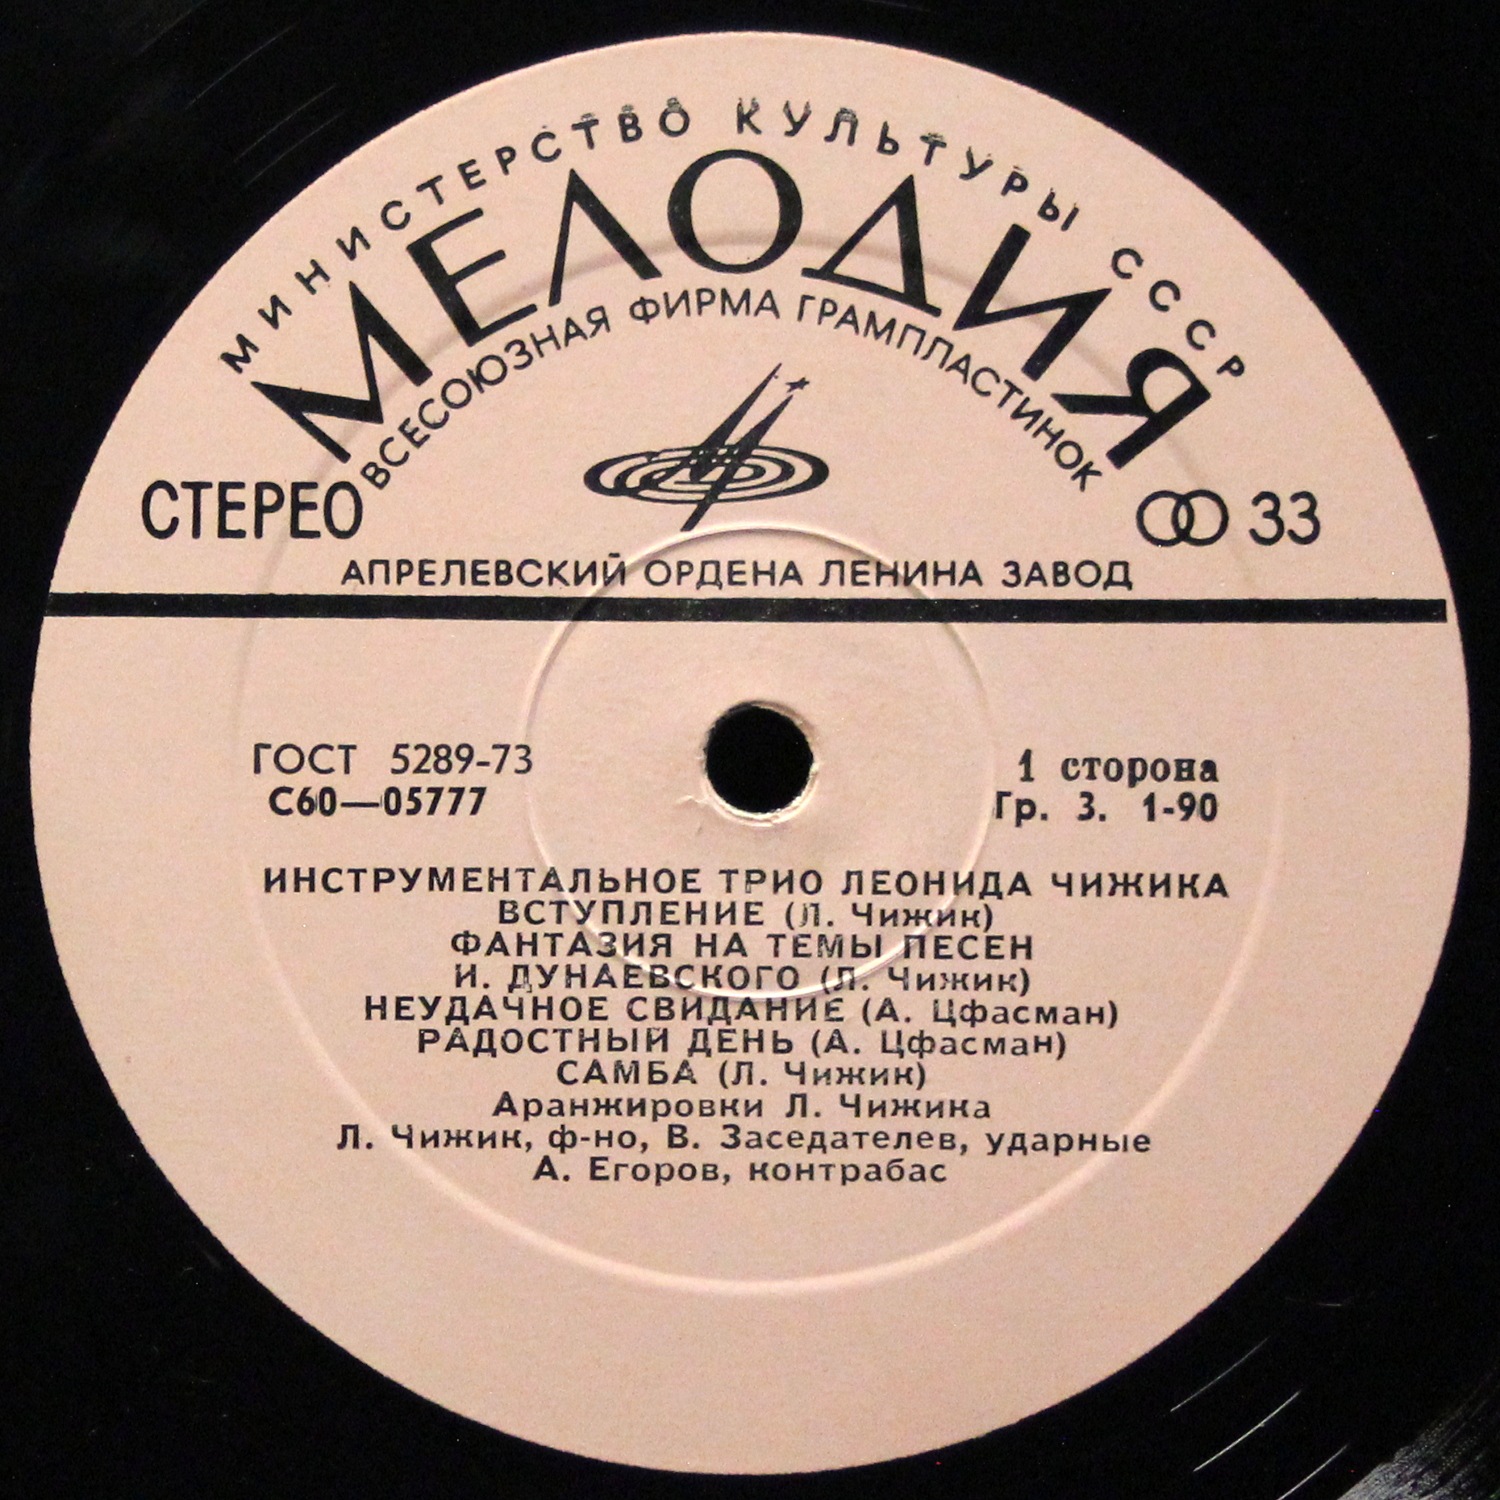 МИНИСТЕРСТВО КУЛЬТУРЫ СССР
МЕЛОДИЯ
ВСЕСОЮЗНАЯ ФИРМА ГРАМПЛАСТИНОК
СТЕРЕО
33
АПРЕЛЕВСКИЙ ОРДЕНА ЛЕНИНА ЗАВОД
ГОСТ 5289-73
С60—05777
1 сторона
Гр. 3. 1-90
ИНСТРУМЕНТАЛЬНОЕ ТРИО ЛЕОНИДА ЧИЖИКА
ВСТУПЛЕНИЕ (Л. Чижик)
ФАНТАЗИЯ НА ТЕМЫ ПЕСЕН
И. ДУНАЕВСКОГО (Л. Чижик)
НЕУДАЧНОЕ СВИДАНИЕ (А. Цфасман)
РАДОСТНЫЙ ДЕНЬ (А. Цфасман)
САМБА (Л. Чижик)
Аранжировки Л. Чижика
Л. Чижик, ф-но, В. Заседателев, ударные
А. Егоров, контрабас